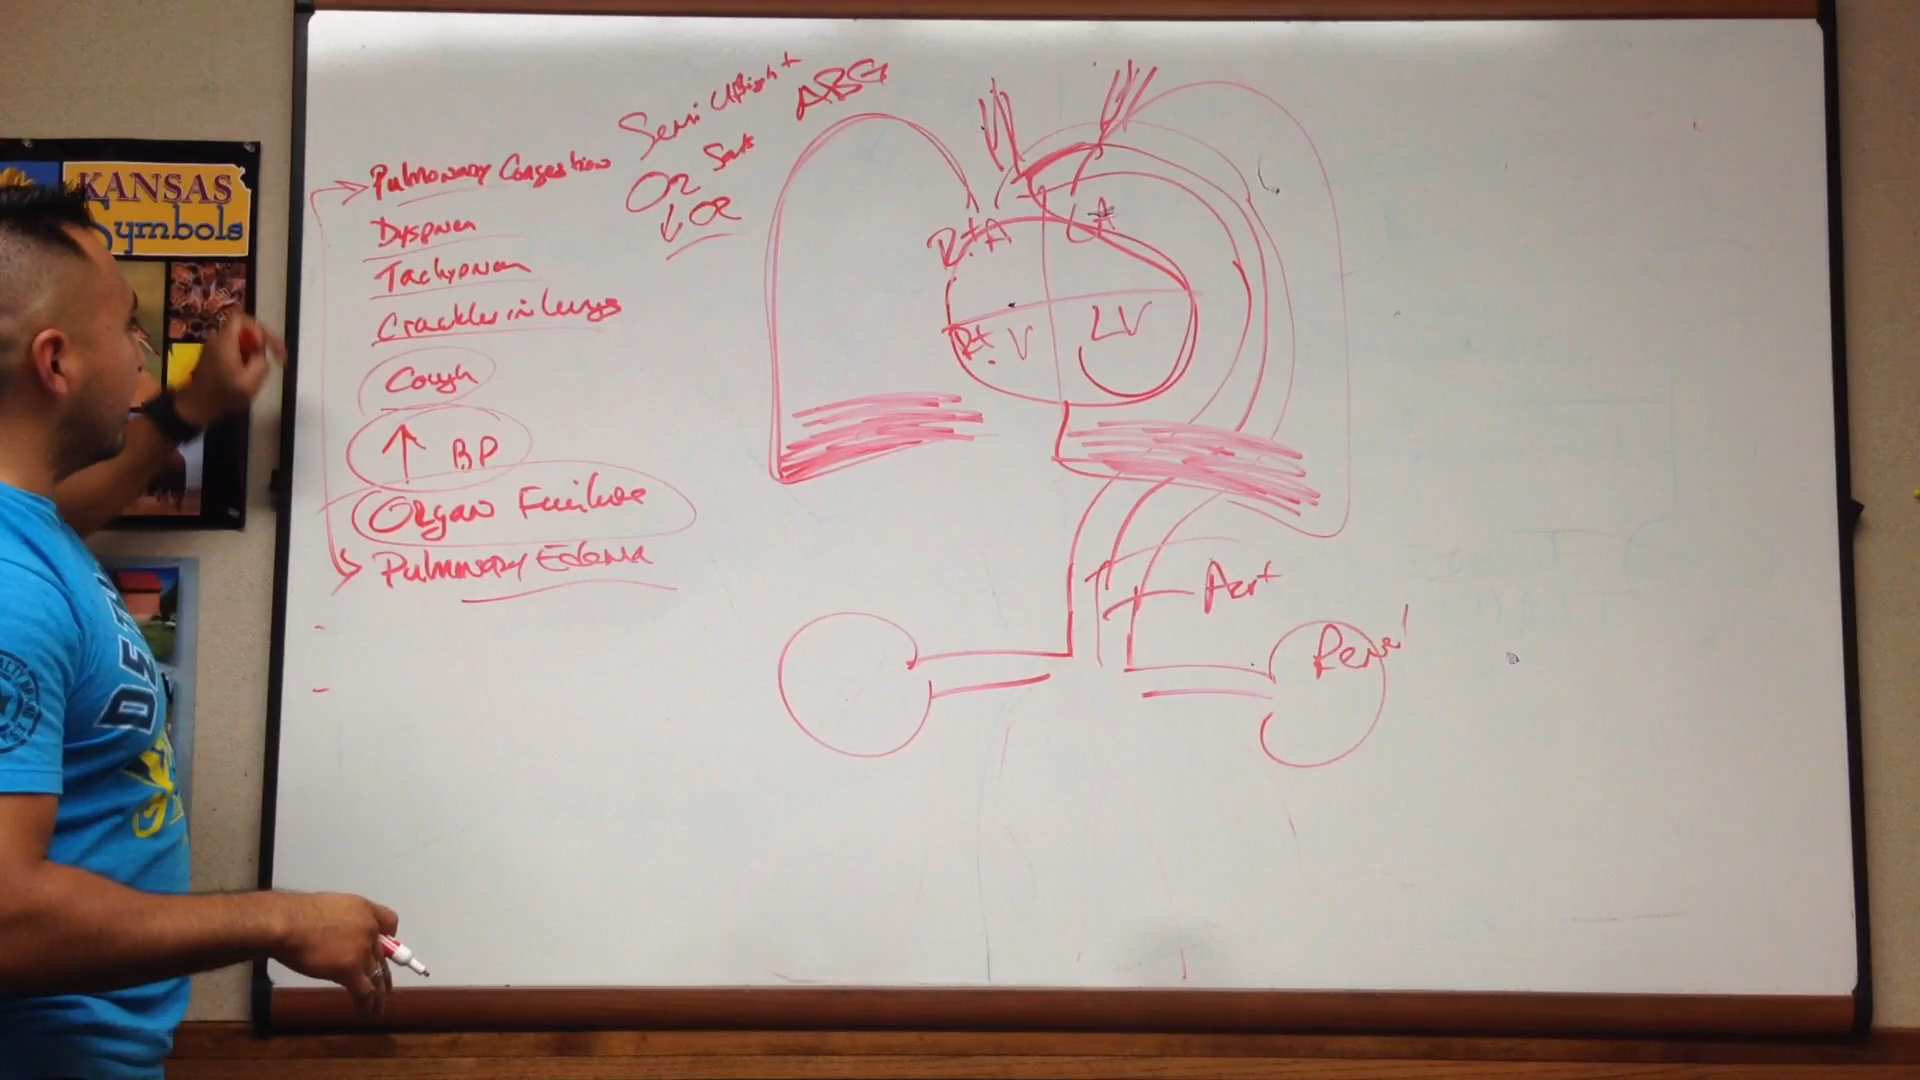 KANSAS
Symbols
Semi UPright
ABG
Pulmonary Congestion
O2 Sats
↓O2
Dyspnea
Tachypnea
Crackles in lungs
Cough
↑ BP
Organ Failure
Pulmonary Edema
Rt A
LA
Rt. V
LV
Aort
Renal